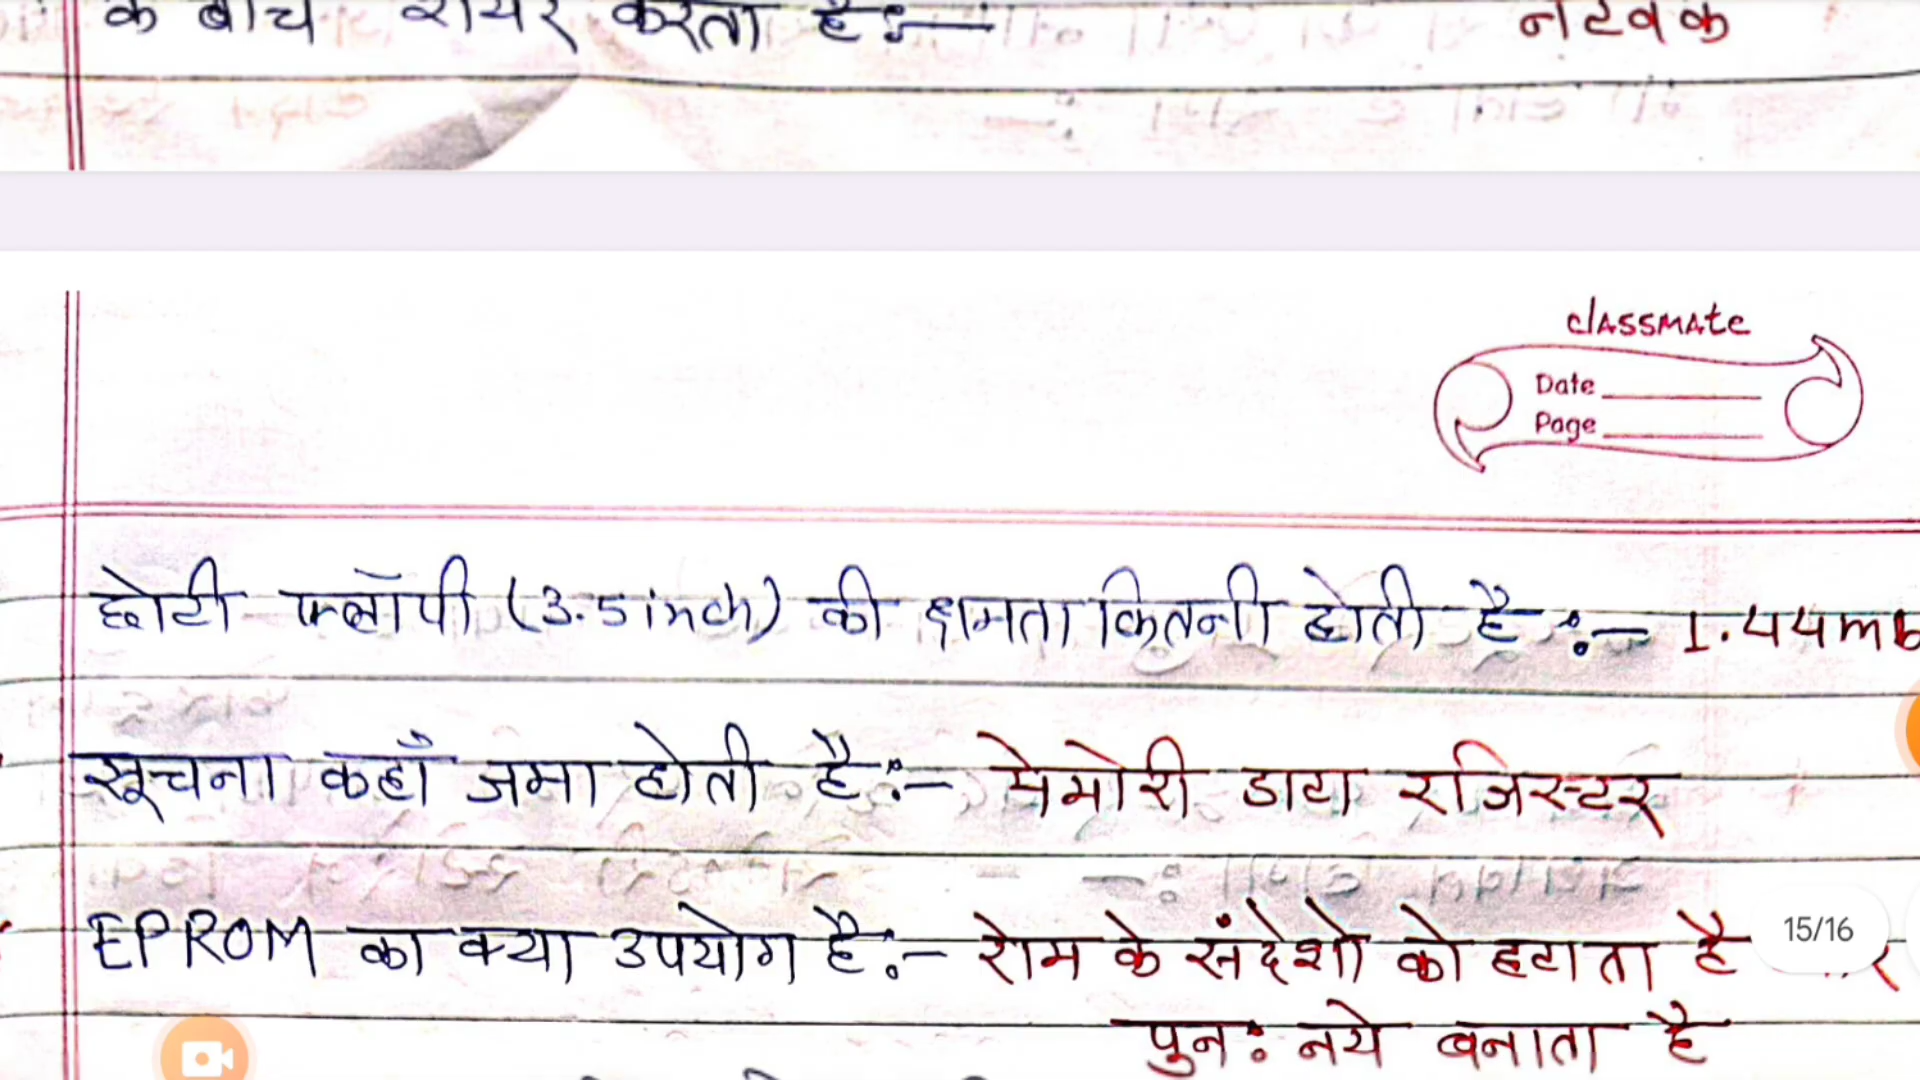 के बीच शेयर करता है:— नेटवर्क
classmate
Date
Page
छोटी फ्लॉपी (3.5 inch) की क्षमता कितनी होती है :— 1.44mb
सूचना कहाँ जमा होती है:— मेमोरी डाटा रजिस्टर
EPROM का क्या उपयोग है:— रोम के संदेशो को हटाता है
15/16
पुन: नये बनाता है